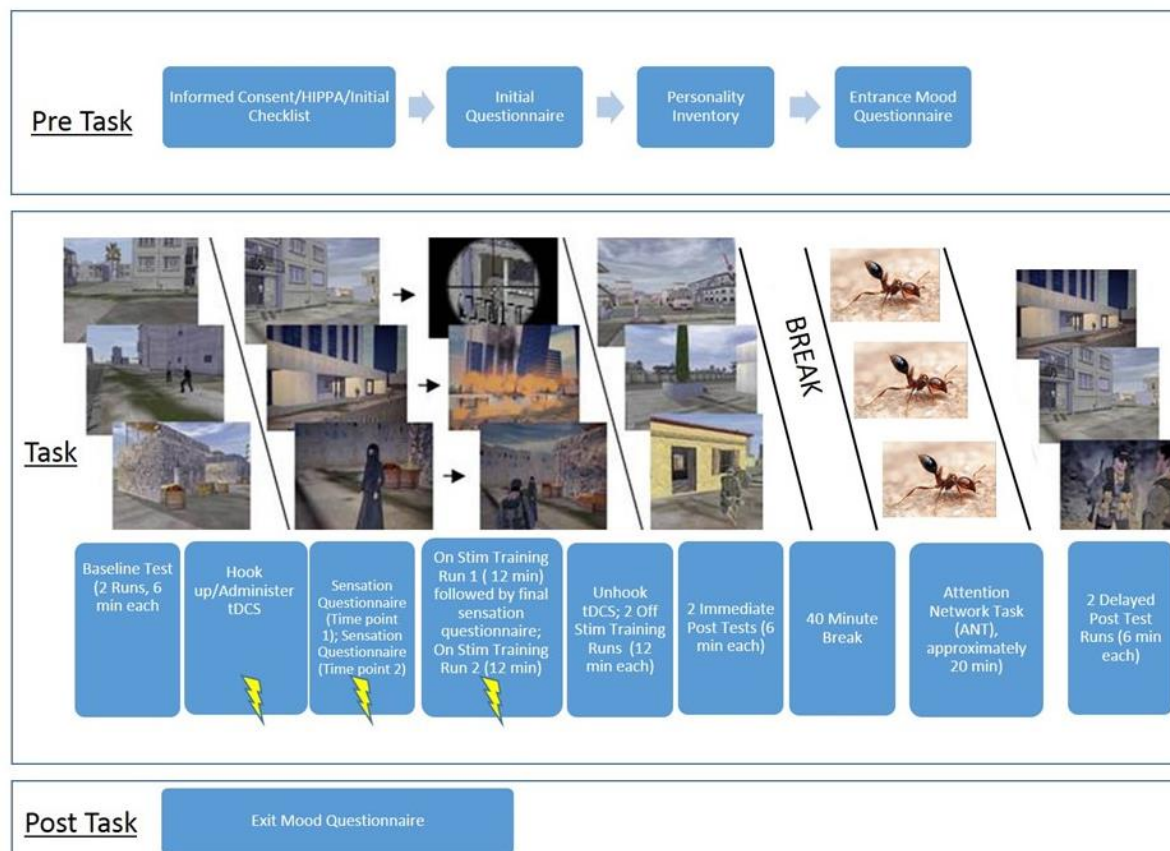 Pre Task
Informed Consent/HIPPA/Initial
Checklist
Initial
Questionnaire
Personality
Inventory
Entrance Mood
Questionnaire
Task
BREAK
Baseline Test
(2 Runs, 6
min each
Hook
up/Administer
tDCS
Sensation
Questionnaire
(Time point
1); Sensation
Questionnaire
(Time point 2)
On Stim Training
Run 1 ( 12 min)
followed by final
sensation
questionnaire;
On Stim Training
Run 2 (12 min)
Unhook
tDCS; 2 Off
Stim Training
Runs  (12
min each)
2 Immediate
Post Tests (6
min each)
40 Minute
Break
Attention
Network Task
(ANT),
approximately
20 min)
2 Delayed
Post Test
Runs (6 min
each)
Post Task
Exit Mood Questionnaire